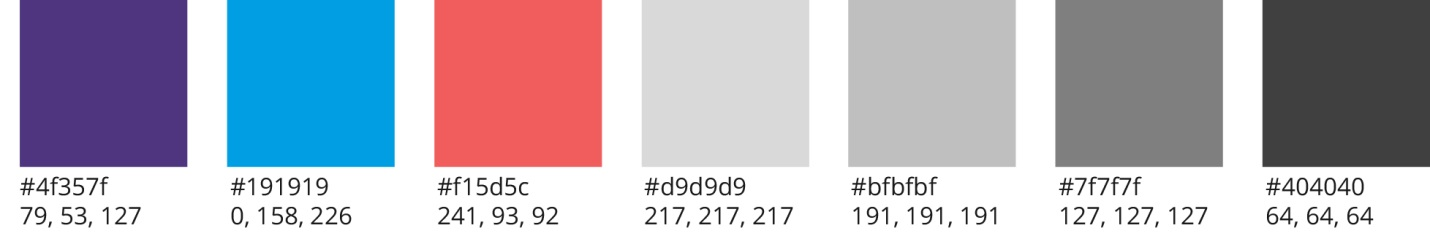 #4f357f
79, 53, 127
#191919
0, 158, 226
#f15d5c
241, 93, 92
#d9d9d9
217, 217, 217
#bfbfbf
191, 191, 191
#7f7f7f
127, 127, 127
#404040
64, 64, 64